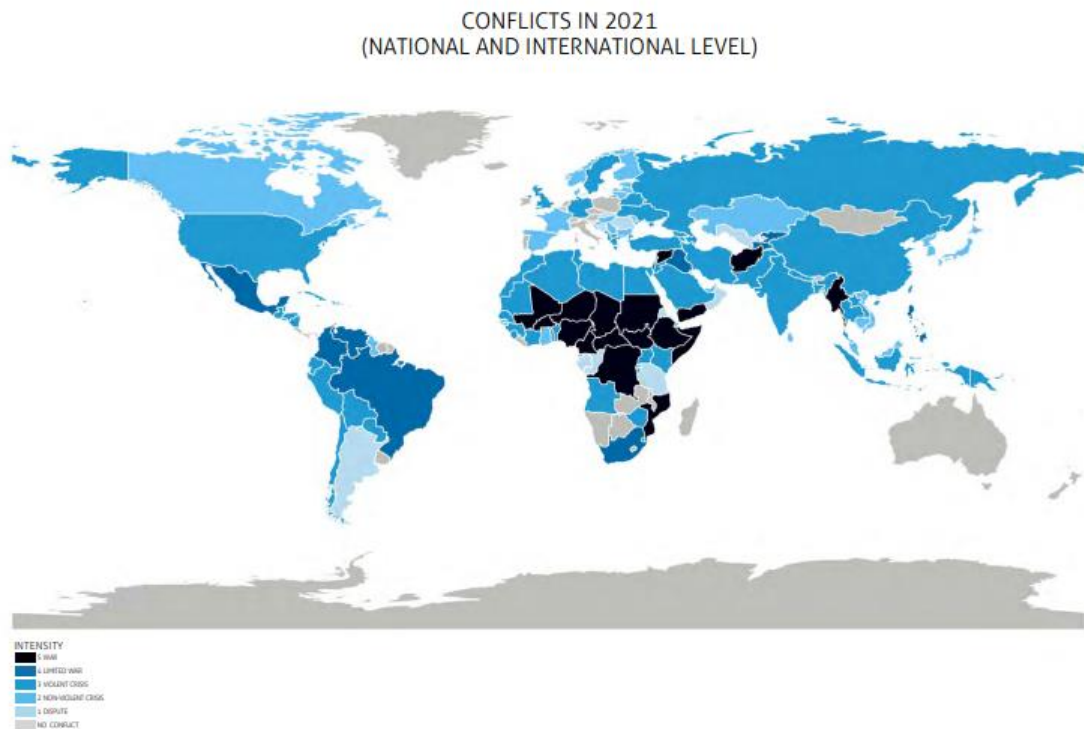 CONFLICTS IN 2021
(NATIONAL AND INTERNATIONAL LEVEL)
INTENSITY
5 WAR
4 LIMITED WAR
3 VIOLENT CRISIS
2 NON-VIOLENT CRISIS
1 DISPUTE
NO CONFLICT